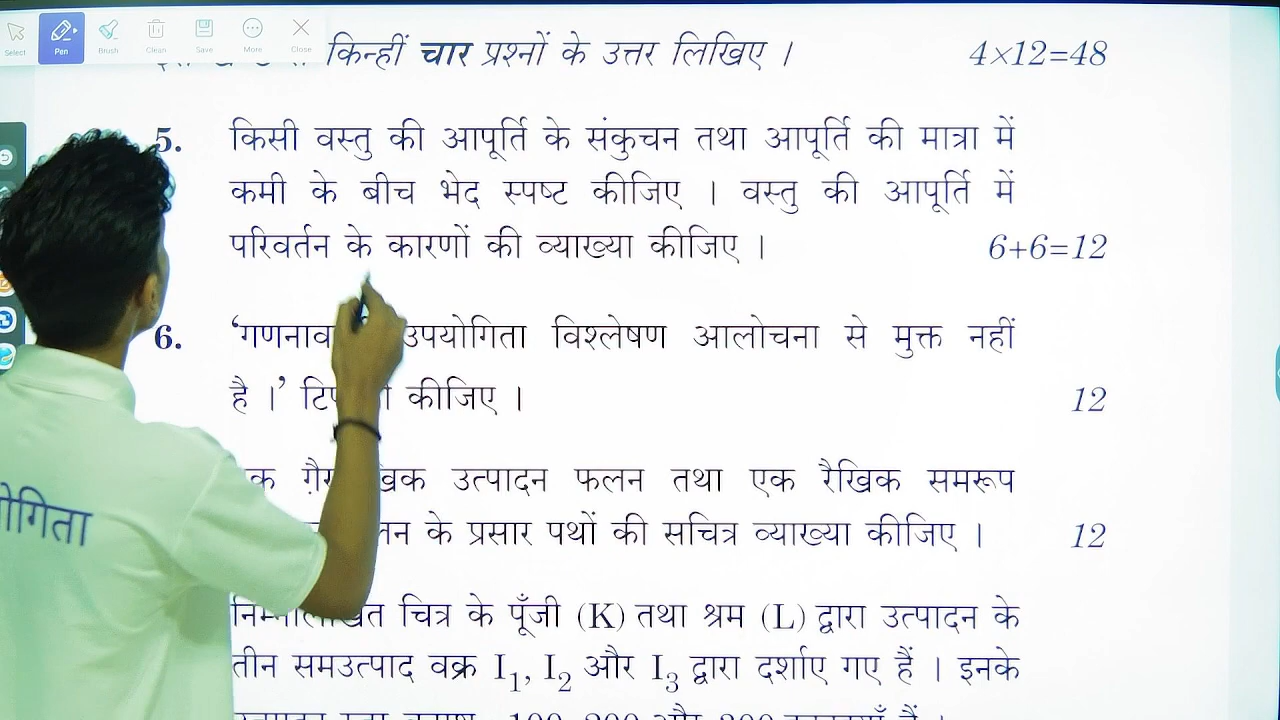 Select Pen Brush Clean Save More Close
किन्हीं चार प्रश्नों के उत्तर लिखिए । 4×12=48
5. किसी वस्तु की आपूर्ति के संकुचन तथा आपूर्ति की मात्रा में
कमी के बीच भेद स्पष्ट कीजिए । वस्तु की आपूर्ति में
परिवर्तन के कारणों की व्याख्या कीजिए । 6+6=12
6. ‘गणनाव उपयोगिता विश्लेषण आलोचना से मुक्त नहीं
है ।’ कीजिए । 12
उत्पादन फलन तथा एक रैखिक समरूप
के प्रसार पथों की सचित्र व्याख्या कीजिए । 12
चित्र के पूँजी (K) तथा श्रम (L) द्वारा उत्पादन के
तीन समउत्पाद वक्र I1, I2 और I3 द्वारा दर्शाए गए हैं । इनके